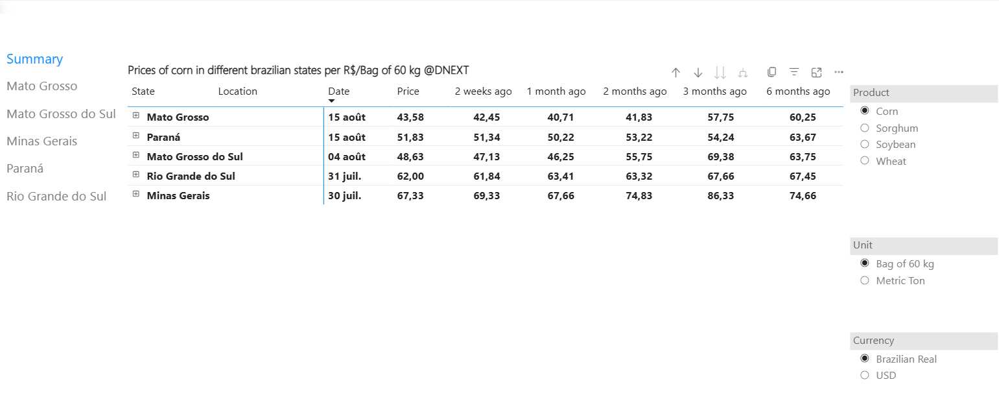 Summary
Mato Grosso
Mato Grosso do Sul
Minas Gerais
Paraná
Rio Grande do Sul
Prices of corn in different brazilian states per R$/Bag of 60 kg @DNEXT
State Location Date Price 2 weeks ago 1 month ago 2 months ago 3 months ago 6 months ago
Mato Grosso 15 août 43,58 42,45 40,71 41,83 57,75 60,25
Paraná 15 août 51,83 51,34 50,22 53,22 54,24 63,67
Mato Grosso do Sul 04 août 48,63 47,13 46,25 55,75 69,38 63,75
Rio Grande do Sul 31 juil. 62,00 61,84 63,41 63,32 67,66 67,45
Minas Gerais 30 juil. 67,33 69,33 67,66 74,83 86,33 74,66
Product
Corn
Sorghum
Soybean
Wheat
Unit
Bag of 60 kg
Metric Ton
Currency
Brazilian Real
USD